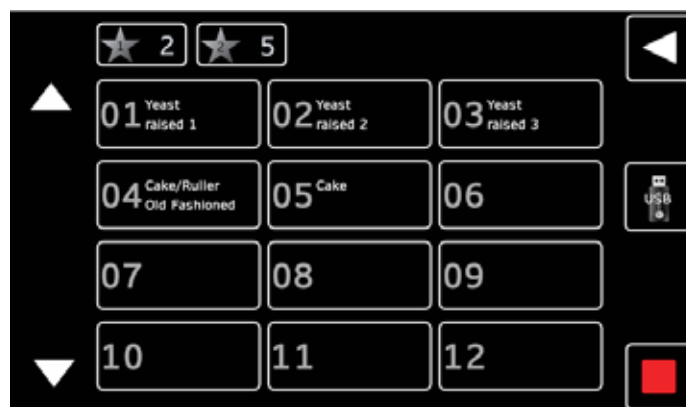 1 2 2 5
01 Yeast raised 1 02 Yeast raised 2 03 Yeast raised 3
04 Cake/Ruller Old Fashioned 05 Cake 06
USB
07 08 09
10 11 12